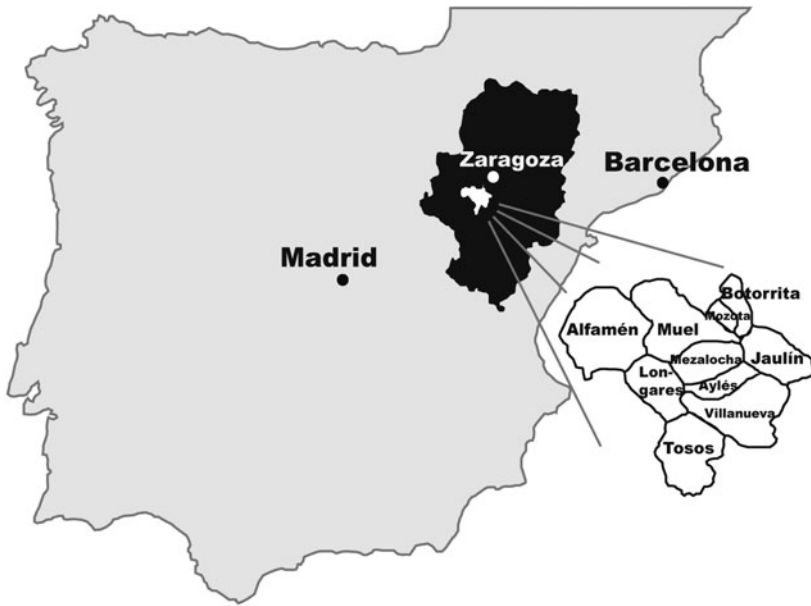 Zaragoza
Barcelona
Madrid
Botorrita
Mozota
Alfamén
Muel
Mezalocha
Jaulín
Lon-
gares
Aylés
Villanueva
Tosos